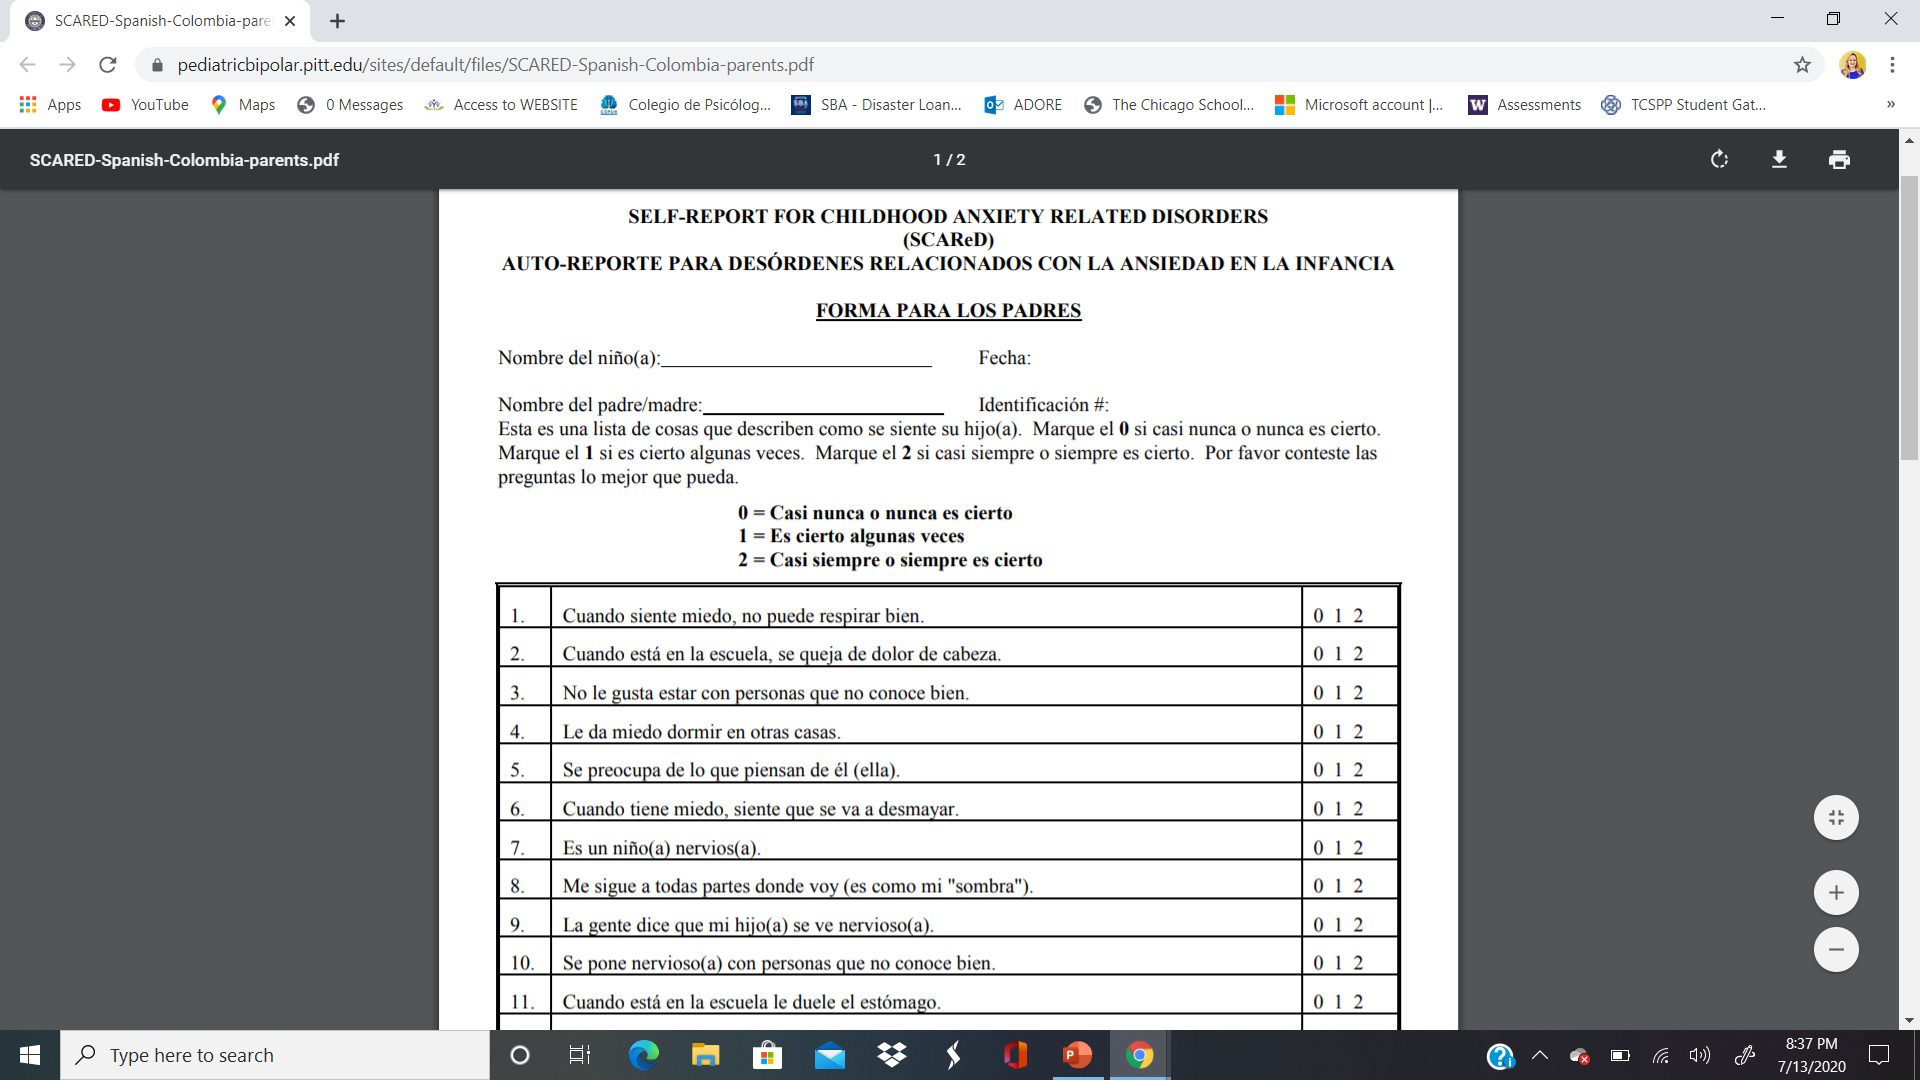 SCARED-Spanish-Colombia-pare
pediatricbipolar.pitt.edu/sites/default/files/SCARED-Spanish-Colombia-parents.pdf
Apps YouTube Maps 0 Messages Access to WEBSITE Colegio de Psicólog... SBA - Disaster Loan... ADORE The Chicago School... Microsoft account |... W Assessments TCSPP Student Gat... »
SCARED-Spanish-Colombia-parents.pdf 1 / 2
SELF-REPORT FOR CHILDHOOD ANXIETY RELATED DISORDERS
(SCAReD)
AUTO-REPORTE PARA DESÓRDENES RELACIONADOS CON LA ANSIEDAD EN LA INFANCIA
FORMA PARA LOS PADRES
Nombre del niño(a):___________________________ Fecha:
Nombre del padre/madre:________________________ Identificación #:
Esta es una lista de cosas que describen como se siente su hijo(a). Marque el 0 si casi nunca o nunca es cierto.
Marque el 1 si es cierto algunas veces. Marque el 2 si casi siempre o siempre es cierto. Por favor conteste las
preguntas lo mejor que pueda.
0 = Casi nunca o nunca es cierto
1 = Es cierto algunas veces
2 = Casi siempre o siempre es cierto
1. Cuando siente miedo, no puede respirar bien. 0 1 2
2. Cuando está en la escuela, se queja de dolor de cabeza. 0 1 2
3. No le gusta estar con personas que no conoce bien. 0 1 2
4. Le da miedo dormir en otras casas. 0 1 2
5. Se preocupa de lo que piensan de él (ella). 0 1 2
6. Cuando tiene miedo, siente que se va a desmayar. 0 1 2
7. Es un niño(a) nervios(a). 0 1 2
8. Me sigue a todas partes donde voy (es como mi "sombra"). 0 1 2
9. La gente dice que mi hijo(a) se ve nervioso(a). 0 1 2
10. Se pone nervioso(a) con personas que no conoce bien. 0 1 2
11. Cuando está en la escuela le duele el estómago. 0 1 2
Type here to search
8:37 PM
7/13/2020